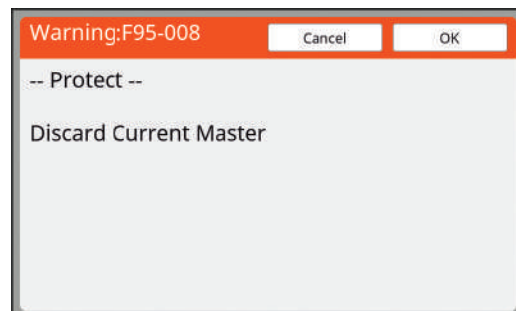 Warning:F95-008
Cancel
OK
-- Protect --
Discard Current Master